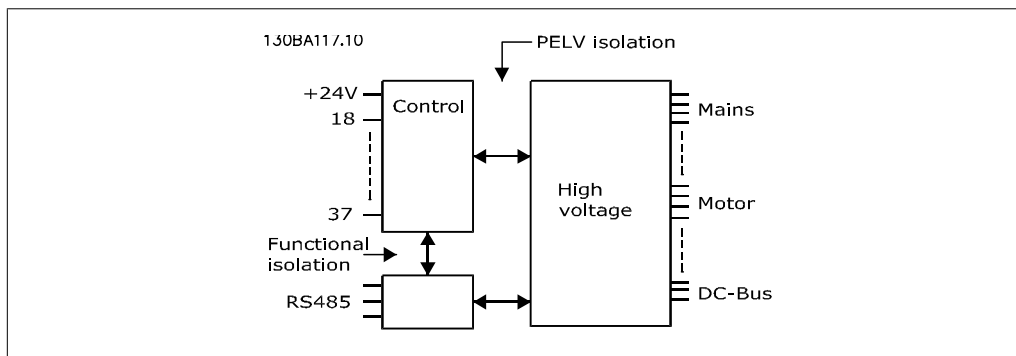 130BA117.10
PELV isolation
+24V
Control
Mains
18
High
voltage
37
Motor
Functional
isolation
RS485
DC-Bus